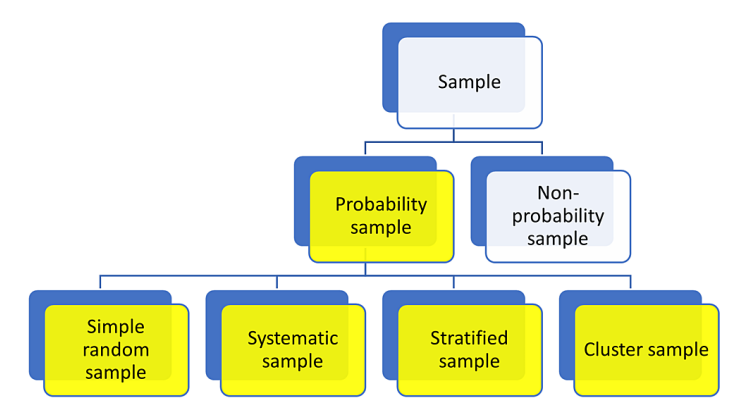 Sample
Probability
sample
Non-
probability
sample
Simple
random
sample
Systematic
sample
Stratified
sample
Cluster sample